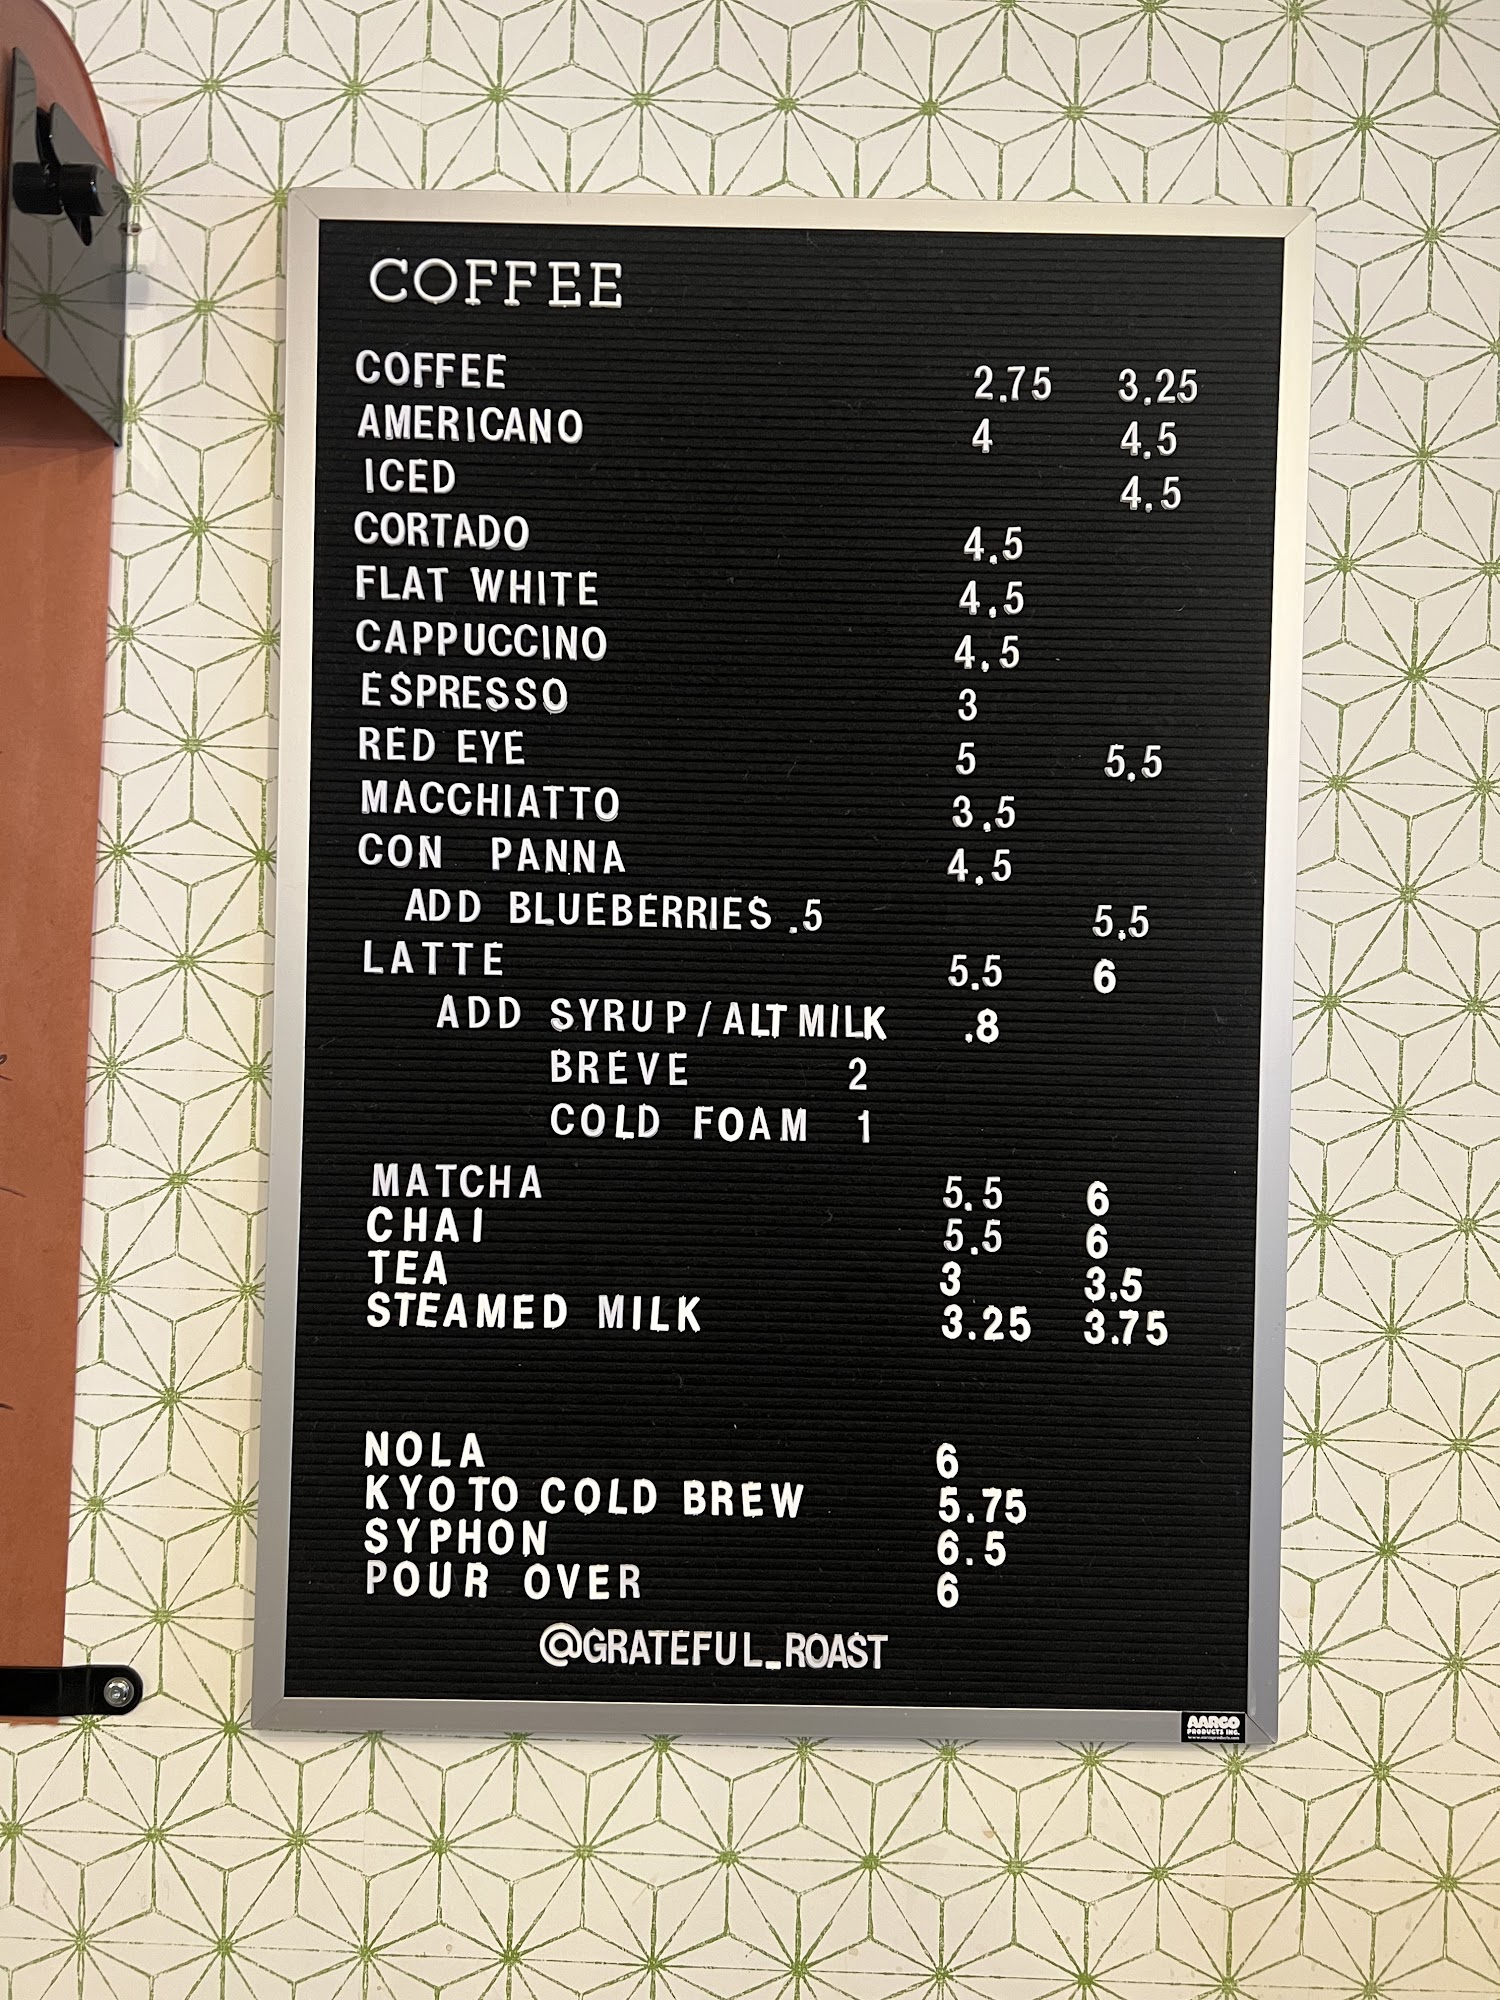 COFFEE
COFFEE 2.75 3.25
AMERICANO 4 4.5
ICED 4.5
CORTADO 4.5
FLAT WHITE 4.5
CAPPUCCINO 4.5
ESPRESSO 3
RED EYE 5 5.5
MACCHIATTO 3.5
CON PANNA 4.5
ADD BLUEBERRIES .5 5.5
LATTE 5.5 6
ADD SYRUP/ALT MILK .8
BREVE 2
COLD FOAM 1
MATCHA 5.5 6
CHAI 5.5 6
TEA 3 3.5
STEAMED MILK 3.25 3.75
NOLA 6
KYOTO COLD BREW 5.75
SYPHON 6.5
POUR OVER 6
@GRATEFUL_ROAST
AARCO
PRODUCTS INC.